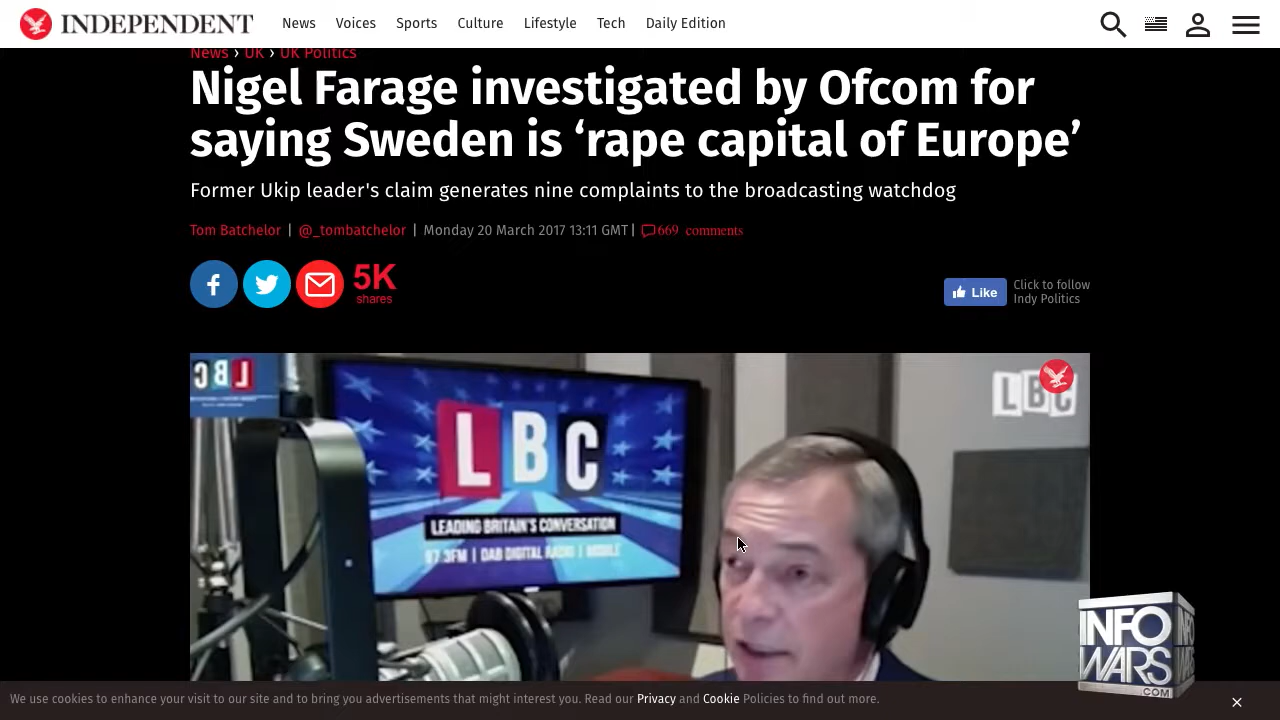 INDEPENDENT News Voices Sports Culture Lifestyle Tech Daily Edition
News › UK › UK Politics
Nigel Farage investigated by Ofcom for
saying Sweden is ‘rape capital of Europe’
Former Ukip leader's claim generates nine complaints to the broadcasting watchdog
Tom Batchelor | @_tombatchelor | Monday 20 March 2017 13:11 GMT | 669 comments
5K
shares
Like
Click to follow
Indy Politics
LBC
LBC
LBC
LEADING BRITAIN'S CONVERSATION
97.3FM | DAB DIGITAL RADIO | MOBILE
INFO
WARS
.COM
We use cookies to enhance your visit to our site and to bring you advertisements that might interest you. Read our Privacy and Cookie Policies to find out more.